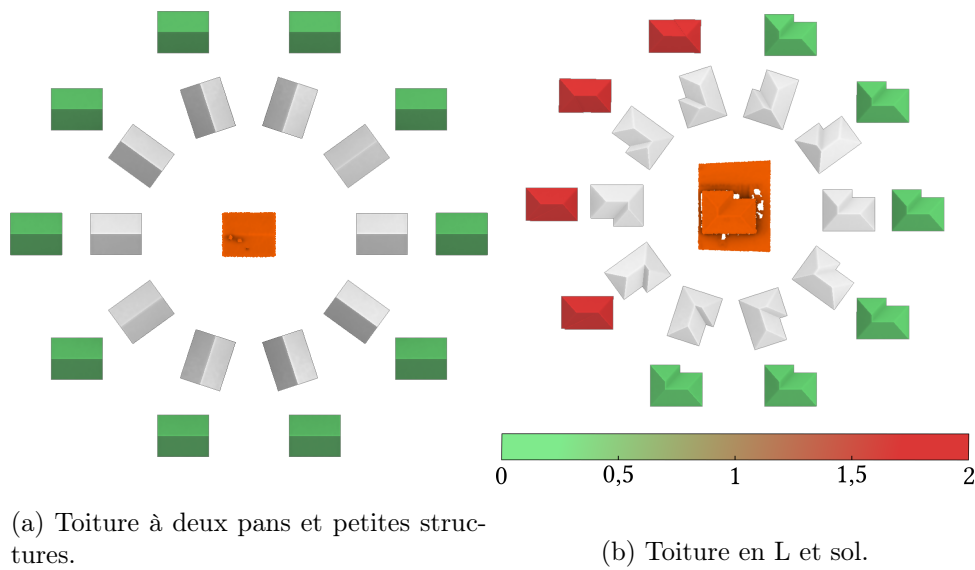 0
0,5
1
1,5
2
(a) Toiture à deux pans et petites struc-
tures.
(b) Toiture en L et sol.